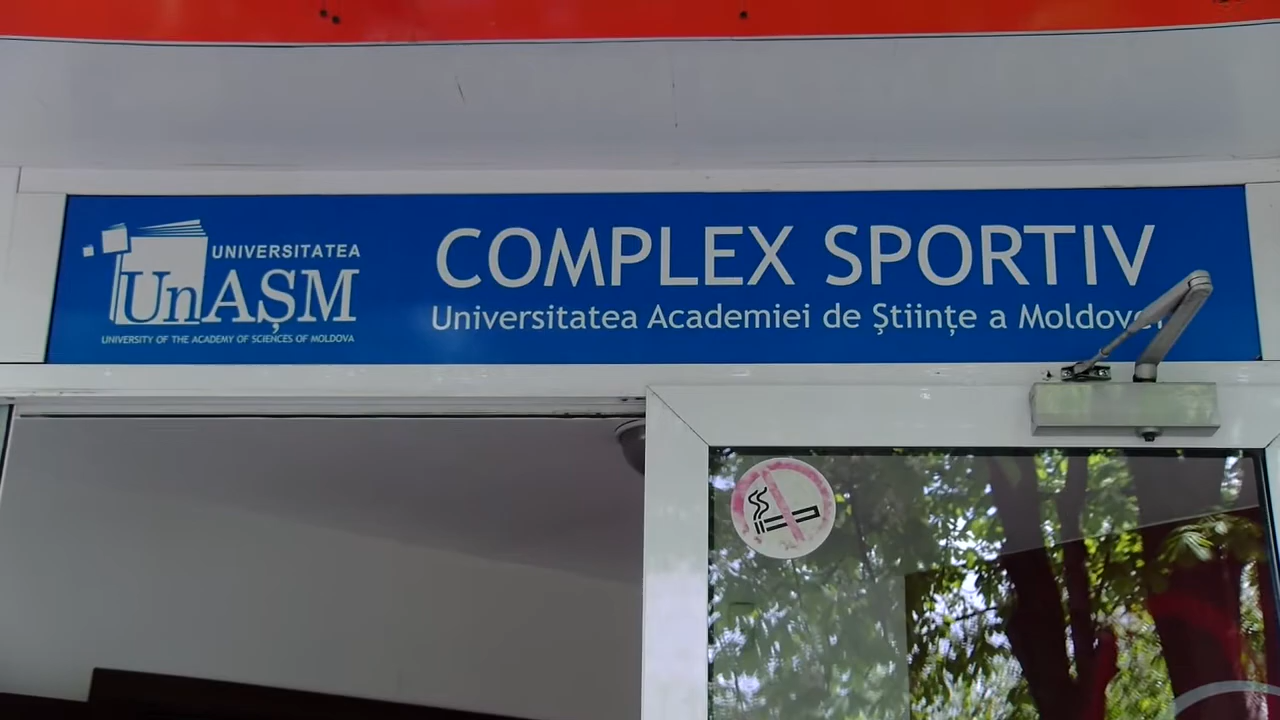 UNIVERSITATEA
UnAȘM
UNIVERSITY OF THE ACADEMY OF SCIENCES OF MOLDOVA
COMPLEX SPORTIV
Universitatea Academiei de Ştiinţe a Moldovei